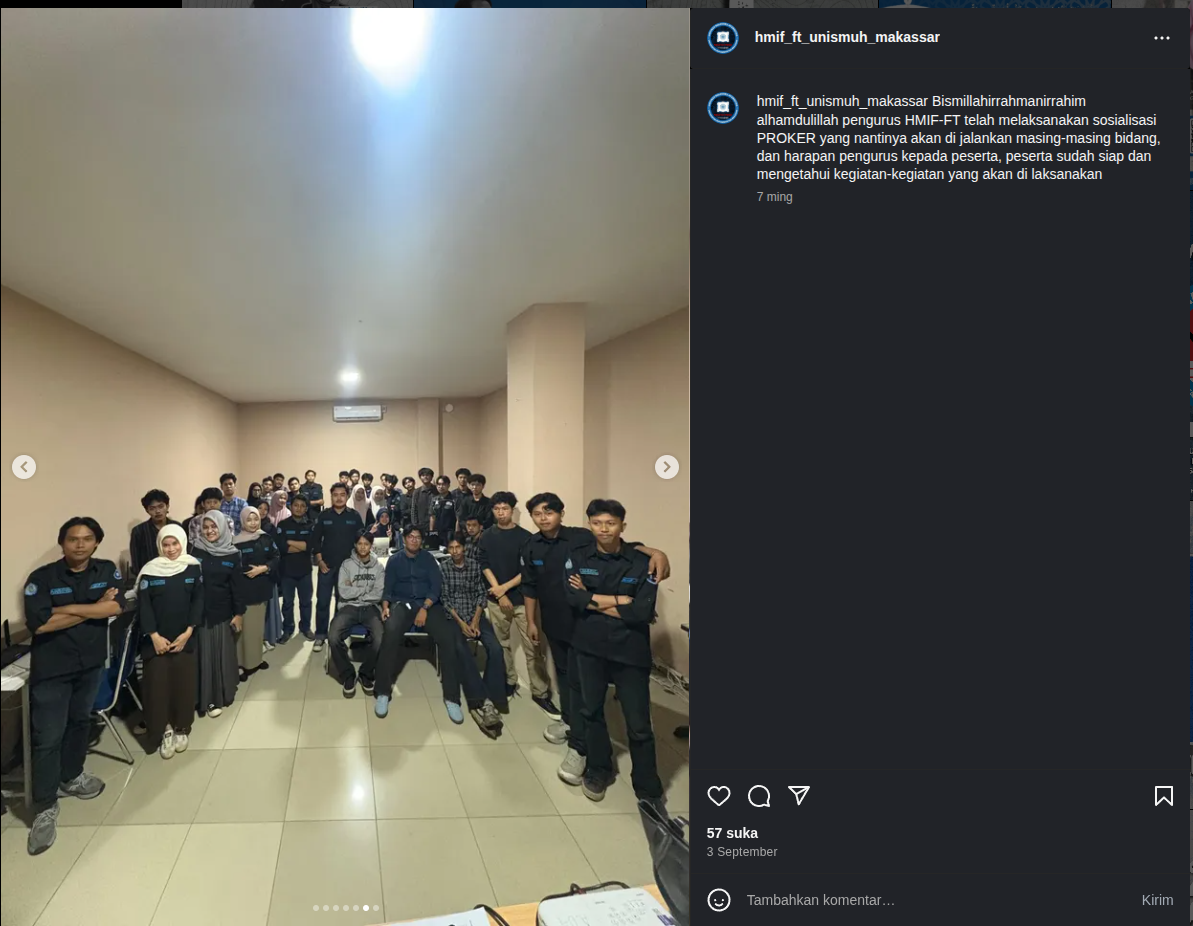 hmif_ft_unismuh_makassar
hmif_ft_unismuh_makassar Bismillahirrahmanirrahim
alhamdulillah pengurus HMIF-FT telah melaksanakan sosialisasi
PROKER yang nantinya akan di jalankan masing-masing bidang,
dan harapan pengurus kepada peserta, peserta sudah siap dan
mengetahui kegiatan-kegiatan yang akan di laksanakan
7 ming
57 suka
3 September
Tambahkan komentar...
Kirim